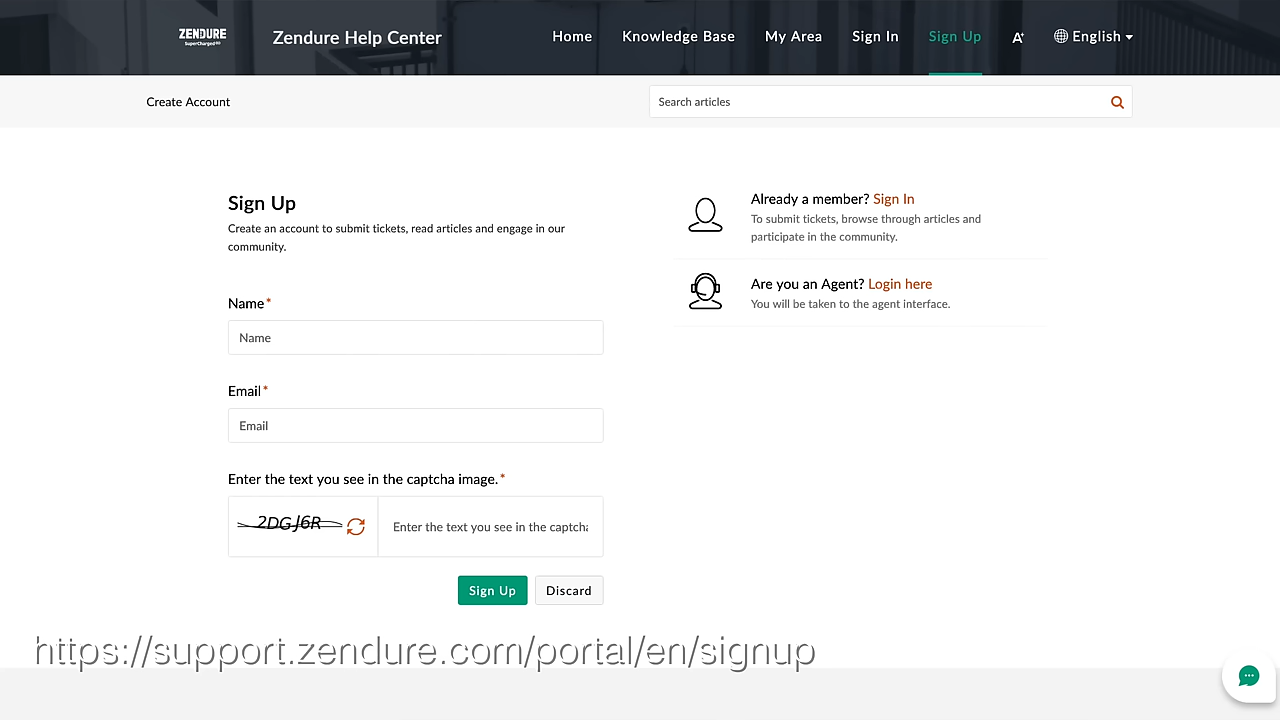 ZENDURE
SuperCharged
Zendure Help Center
Home
Knowledge Base
My Area
Sign In
Sign Up
A
English
Create Account
Search articles
Sign Up
Create an account to submit tickets, read articles and engage in our
community.
Name*
Name
Email*
Email
Enter the text you see in the captcha image.*
2DGJ6R
Enter the text you see in the captcha
Sign Up
Discard
Already a member? Sign In
To submit tickets, browse through articles and
participate in the community.
Are you an Agent? Login here
You will be taken to the agent interface.
https://support.zendure.com/portal/en/signup